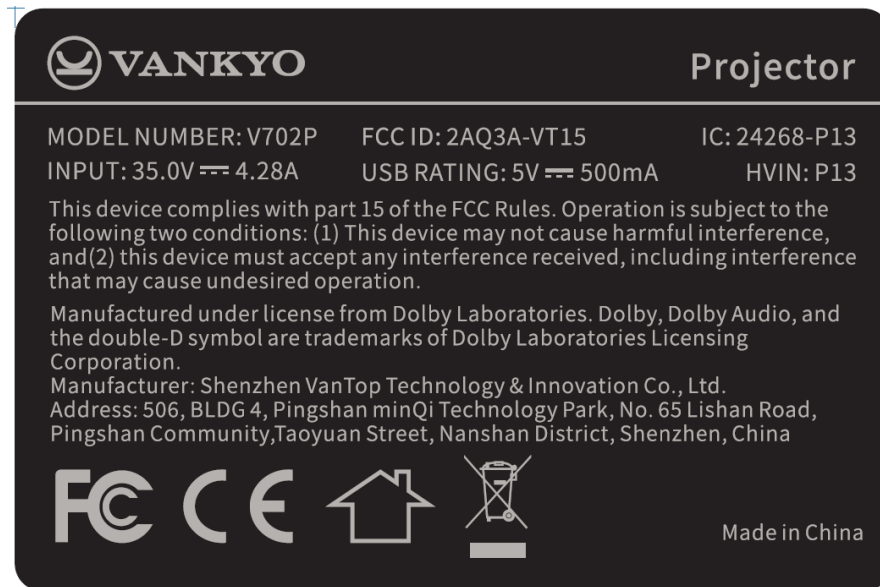 VANKYO
Projector
MODEL NUMBER: V702P FCC ID: 2AQ3A-VT15 IC: 24268-P13
INPUT: 35.0V ⎓ 4.28A USB RATING: 5V ⎓ 500mA HVIN: P13
This device complies with part 15 of the FCC Rules. Operation is subject to the
following two conditions: (1) This device may not cause harmful interference,
and(2) this device must accept any interference received, including interference
that may cause undesired operation.
Manufactured under license from Dolby Laboratories. Dolby, Dolby Audio, and
the double-D symbol are trademarks of Dolby Laboratories Licensing
Corporation.
Manufacturer: Shenzhen VanTop Technology & Innovation Co., Ltd.
Address: 506, BLDG 4, Pingshan minQi Technology Park, No. 65 Lishan Road,
Pingshan Community,Taoyuan Street, Nanshan District, Shenzhen, China
FC CE
Made in China